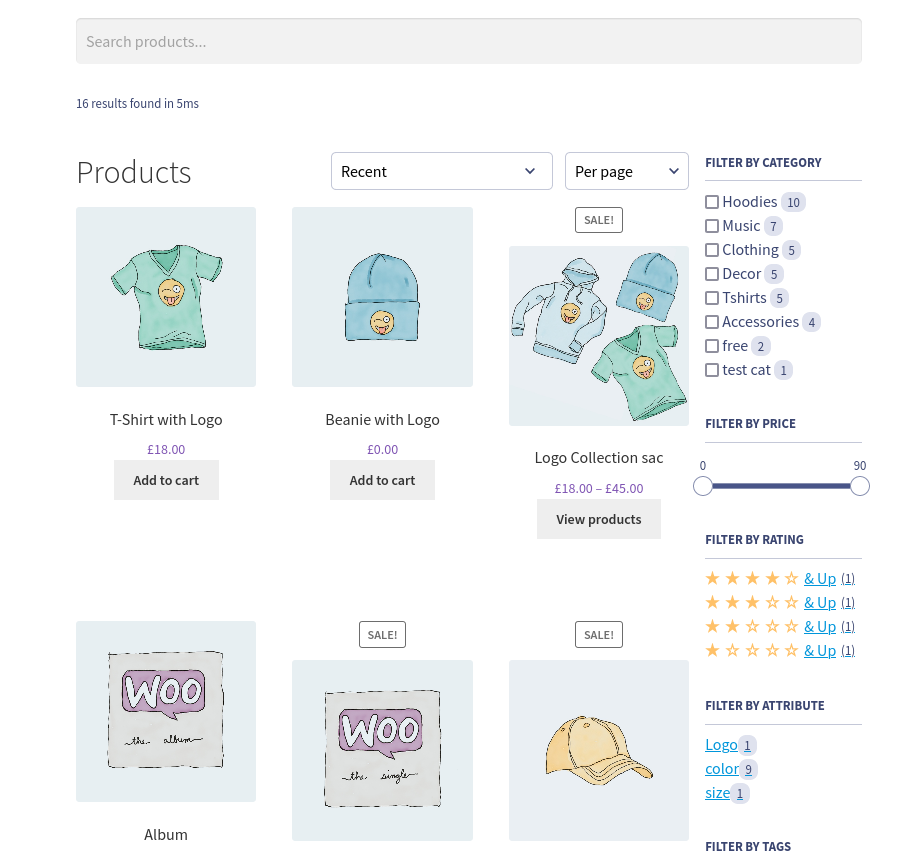 Search products...
16 results found in 5ms
Products
Recent
Per page
T-Shirt with Logo
£18.00
Add to cart
Beanie with Logo
£0.00
Add to cart
SALE!
Logo Collection sac
£18.00 – £45.00
View products
WOO
the album
Album
SALE!
WOO
the single
SALE!
FILTER BY CATEGORY
Hoodies 10
Music 7
Clothing 5
Decor 5
Tshirts 5
Accessories 4
free 2
test cat 1
FILTER BY PRICE
0 90
FILTER BY RATING
& Up (1)
& Up (1)
& Up (1)
& Up (1)
FILTER BY ATTRIBUTE
Logo 1
color 9
size 1
FILTER BY TAGS